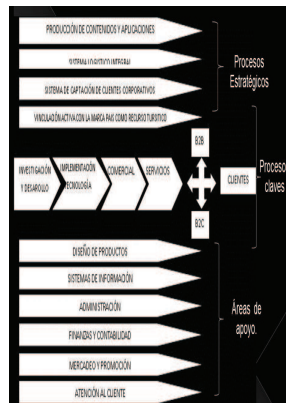 PRODUCCIÓN DE CONTENIDOS Y APLICACIONES
SISTEMA LOGISTICO INTEGRAL
SISTEMA DE CAPTACIÓN DE CLIENTES CORPORATIVOS
VINCULACIÓN ACTIVA CON LA MARCA PAIS COMO RECURSO TURISTICO
Procesos
Estratégicos
INVESTIGACIÓN
Y DESARROLLO
IMPLEMENTACIÓN
TECNOLOGÍA
COMERCIAL
SERVICIOS
B2B
B2C
CLIENTES
Proceso
claves
DISEÑO DE PRODUCTOS
SISTEMAS DE INFORMACIÓN
ADMINISTRACIÓN
FINANZAS Y CONTABILIDAD
MERCADEO Y PROMOCIÓN
ATENCIÓN AL CLIENTE
Áreas de
apoyo.